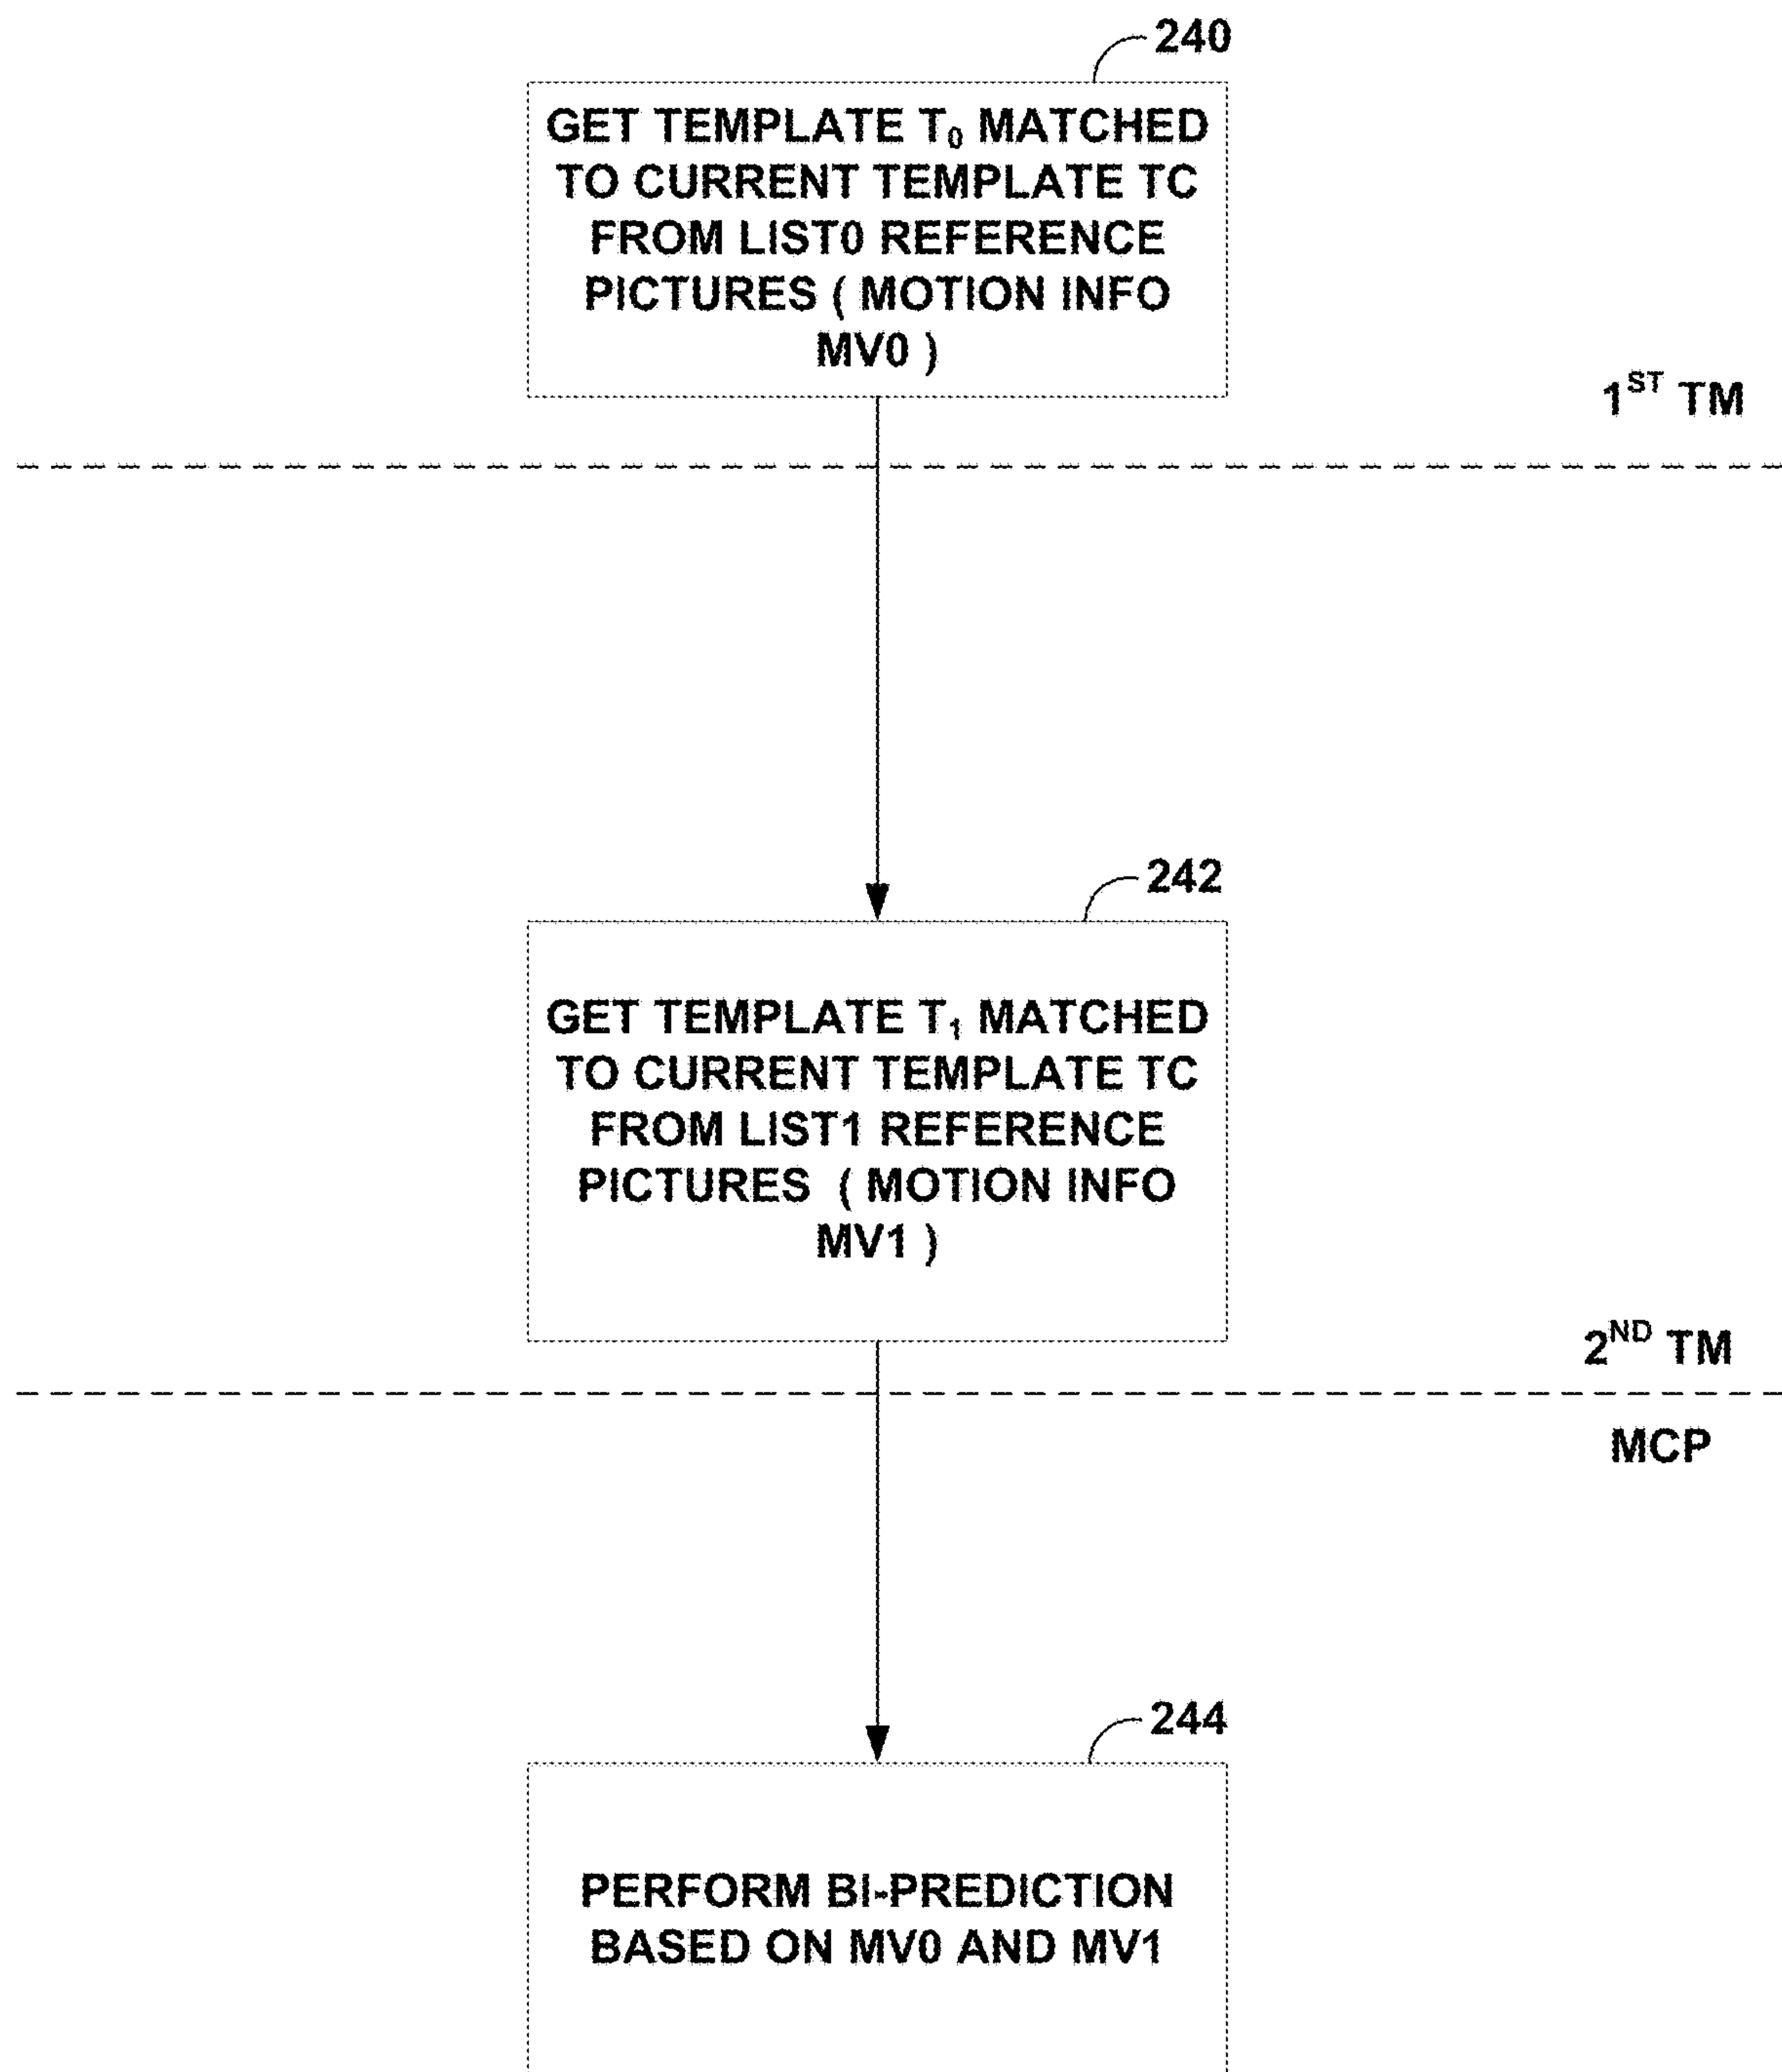 240
GET TEMPLATE T₀ MATCHED
TO CURRENT TEMPLATE TC
FROM LIST0 REFERENCE
PICTURES ( MOTION INFO
MV0 )
1ˢᵀ TM
242
GET TEMPLATE T₁ MATCHED
TO CURRENT TEMPLATE TC
FROM LIST1 REFERENCE
PICTURES ( MOTION INFO
MV1 )
2ᴺᴰ TM
MCP
244
PERFORM BI-PREDICTION
BASED ON MV0 AND MV1